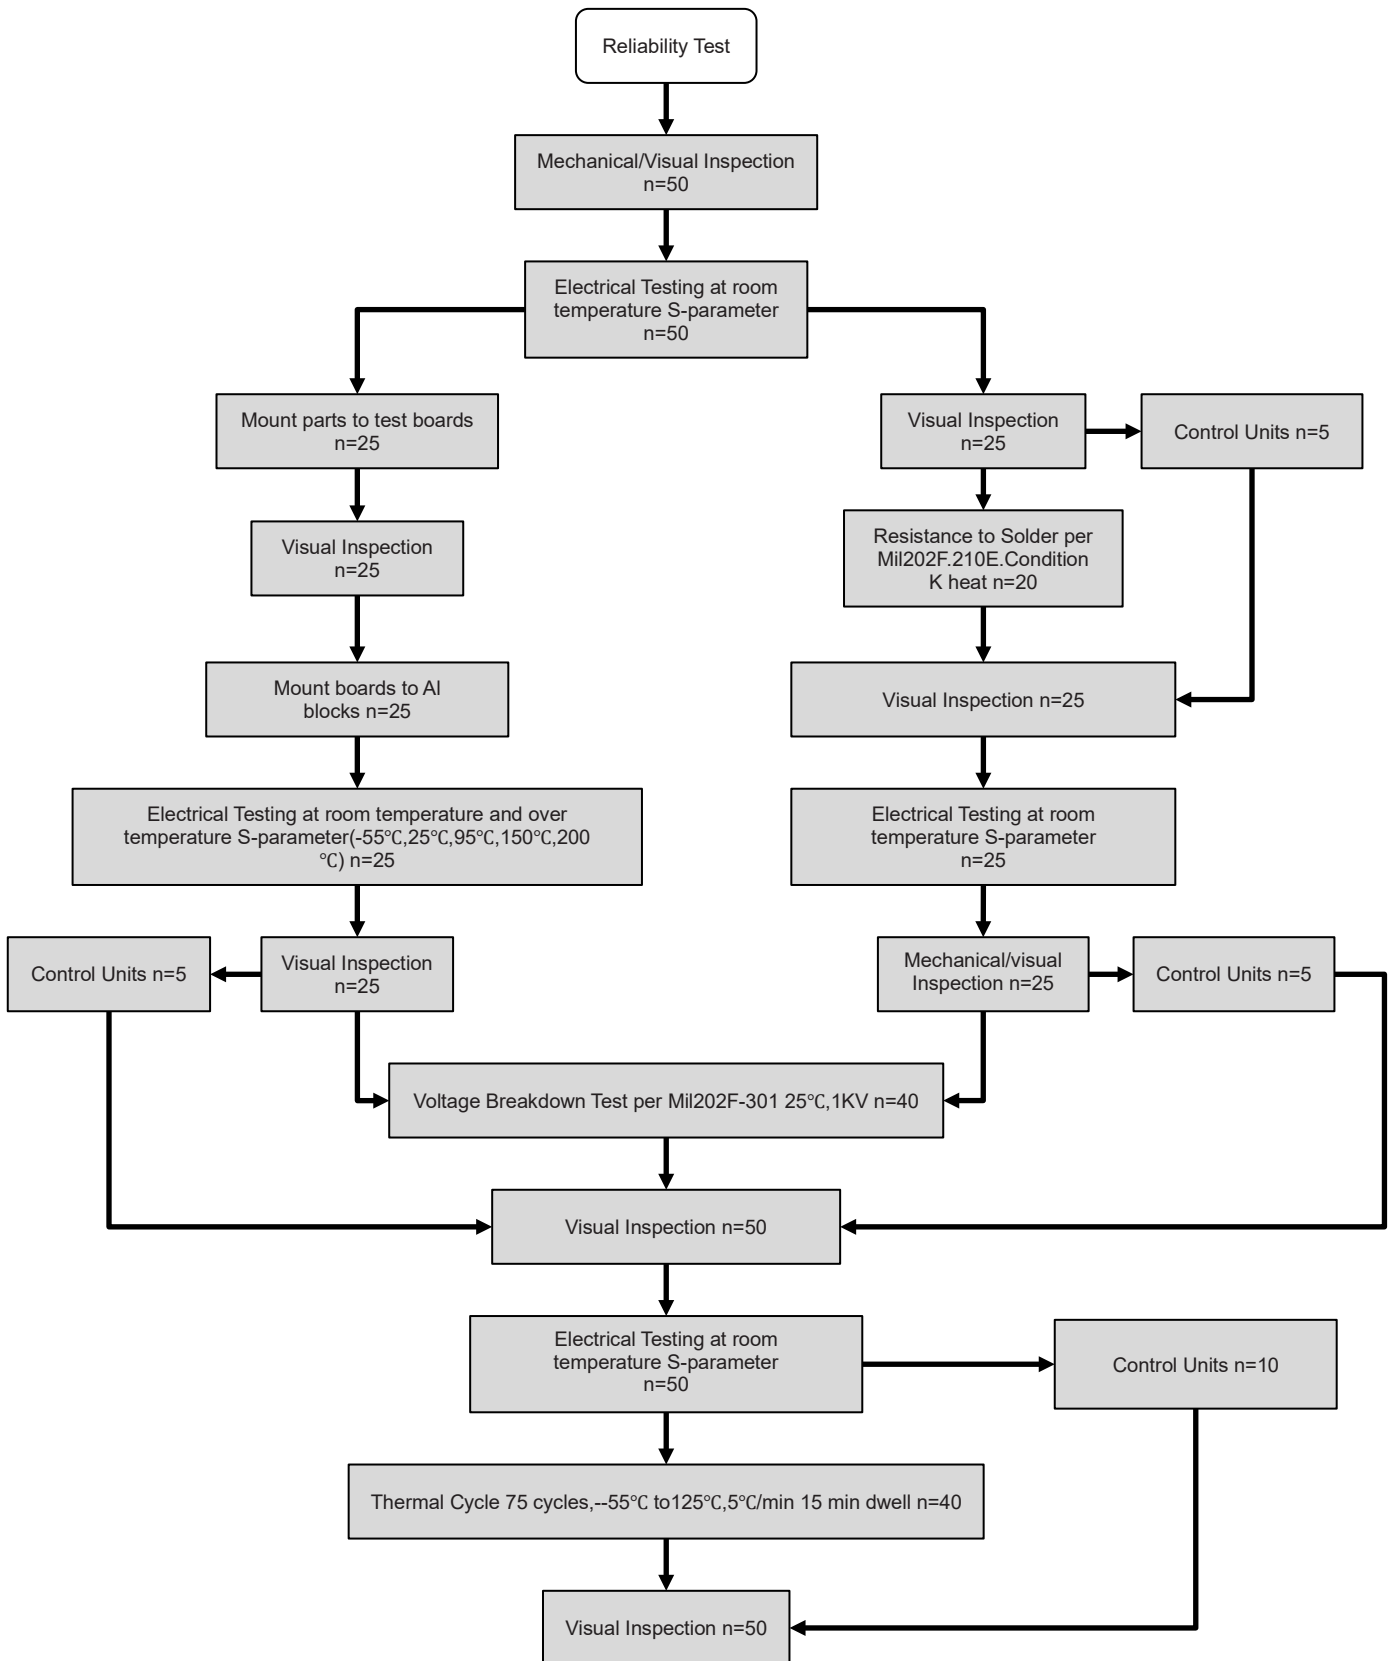 Reliability Test
Mechanical/Visual Inspection
n=50
Electrical Testing at room
temperature S-parameter
n=50
Mount parts to test boards
n=25
Visual Inspection
n=25
Control Units n=5
Visual Inspection
n=25
Resistance to Solder per
Mil202F.210E.Condition
K heat n=20
Mount boards to Al
blocks n=25
Visual Inspection n=25
Electrical Testing at room temperature and over
temperature S-parameter(-55℃,25℃,95℃,150℃,200
℃) n=25
Electrical Testing at room
temperature S-parameter
n=25
Control Units n=5
Visual Inspection
n=25
Mechanical/visual
Inspection n=25
Control Units n=5
Voltage Breakdown Test per Mil202F-301 25℃,1KV n=40
Visual Inspection n=50
Electrical Testing at room
temperature S-parameter
n=50
Control Units n=10
Thermal Cycle 75 cycles,--55℃ to125℃,5℃/min 15 min dwell n=40
Visual Inspection n=50